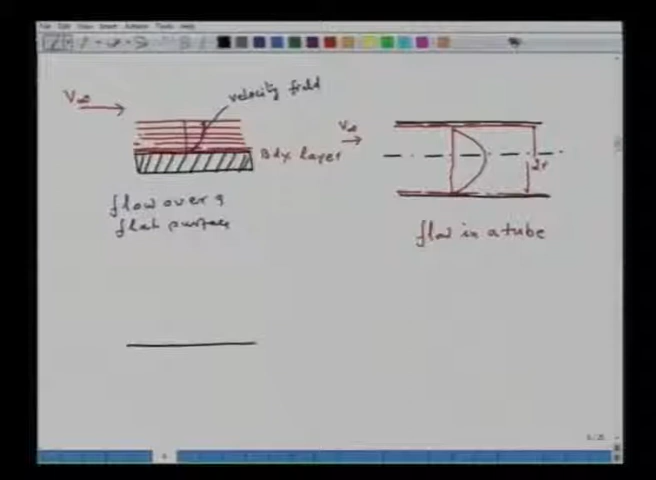 V∞
velocity field
V∞
Bdy layer
2r
flow over a
flat surface
flow in a tube